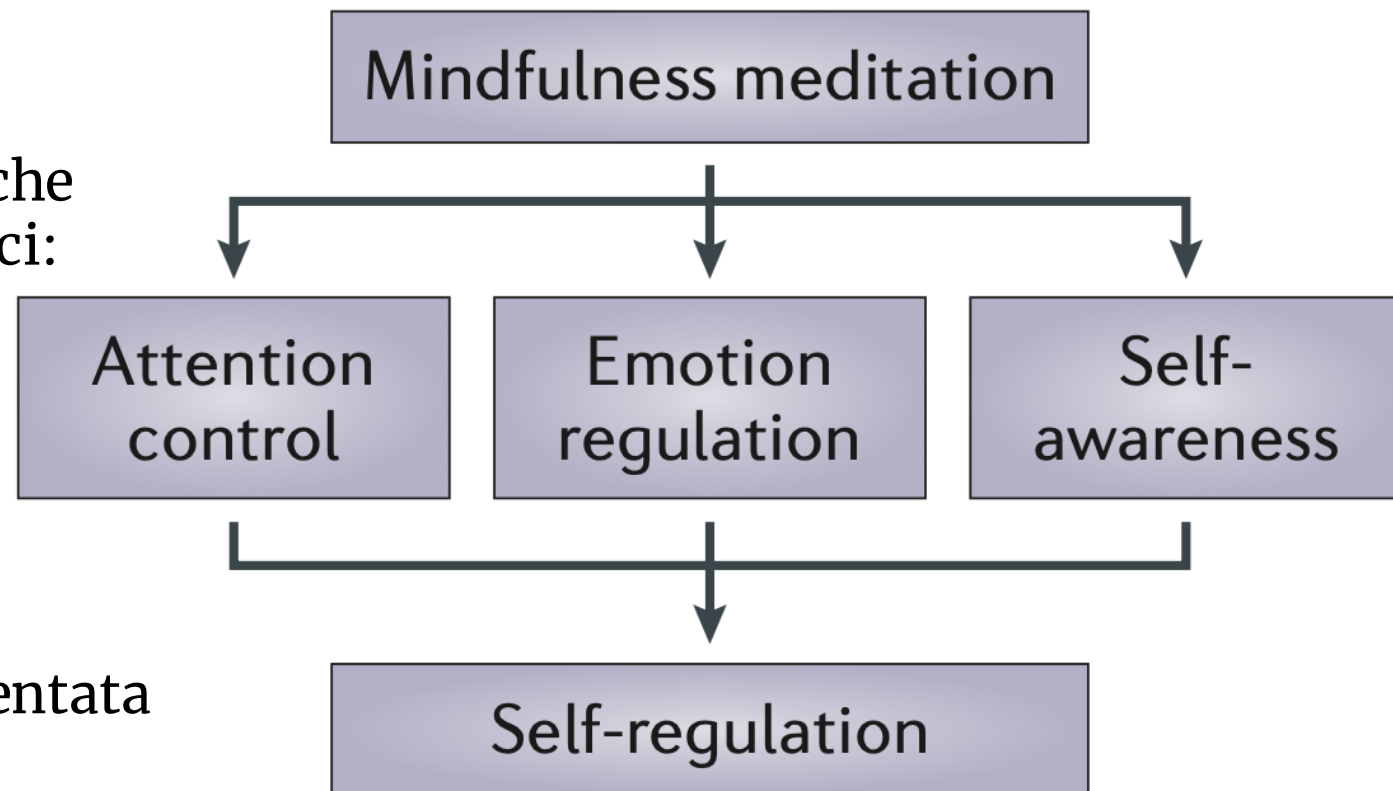 Mindfulness meditation
che
ci:
Attention
control
Emotion
regulation
Self-
awareness
entata
Self-regulation